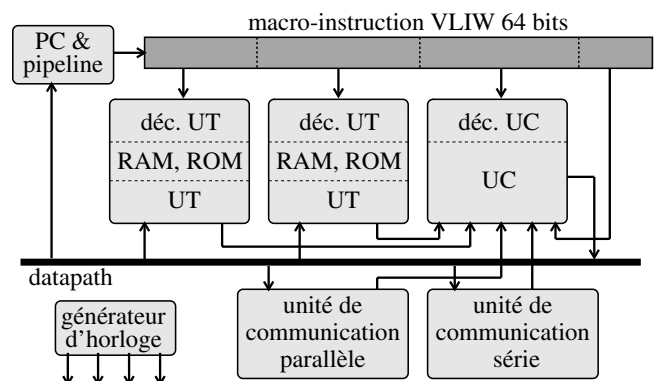 macro-instruction VLIW 64 bits
PC &
pipeline
déc. UT
RAM, ROM
UT
déc. UT
RAM, ROM
UT
déc. UC
UC
datapath
générateur
d'horloge
unité de
communication
parallèle
unité de
communication
série